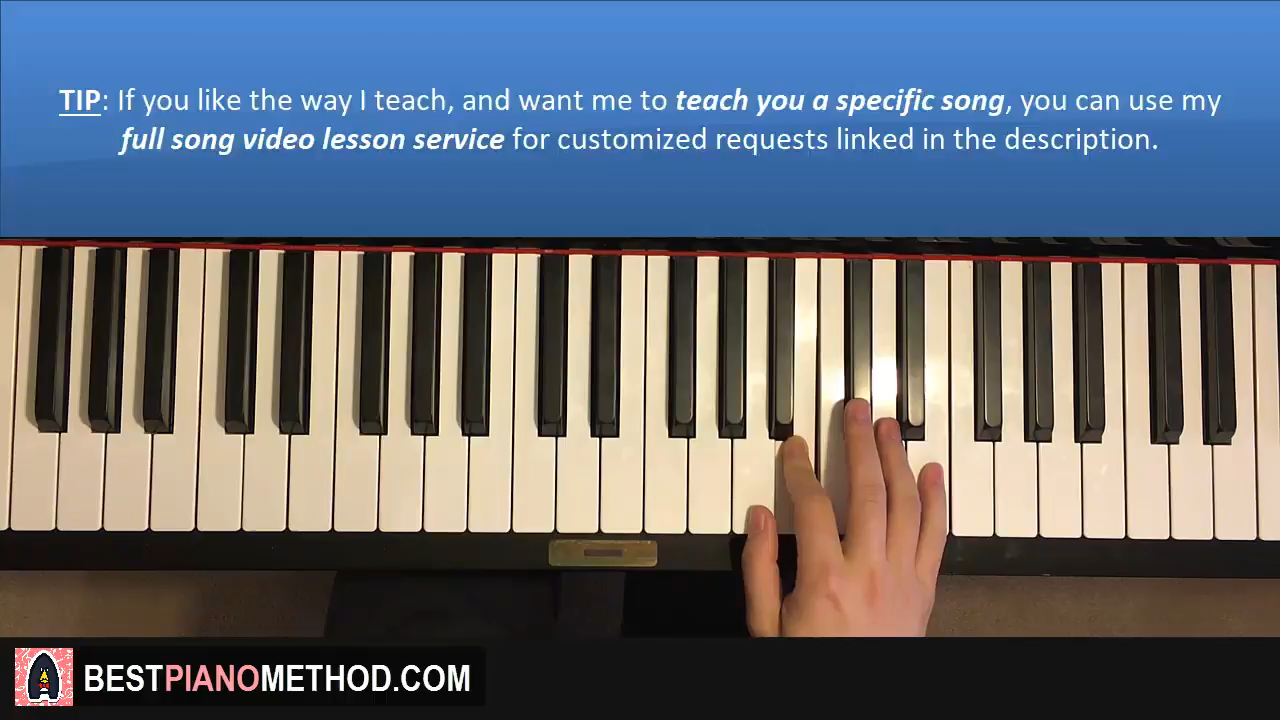 TIP: If you like the way I teach, and want me to teach you a specific song, you can use my
full song video lesson service for customized requests linked in the description.
BESTPIANOMETHOD.COM